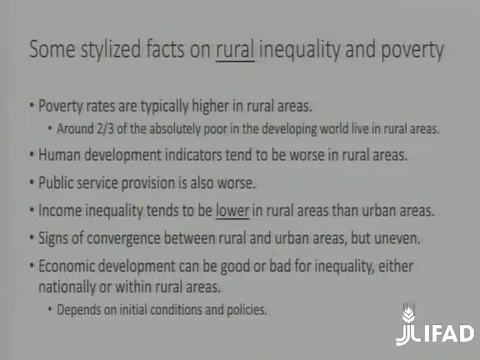 Some stylized facts on rural inequality and poverty
• Poverty rates are typically higher in rural areas.
• Around 2/3 of the absolutely poor in the developing world live in rural areas.
• Human development indicators tend to be worse in rural areas.
• Public service provision is also worse.
• Income inequality tends to be lower in rural areas than urban areas.
• Signs of convergence between rural and urban areas, but uneven.
• Economic development can be good or bad for inequality, either
nationally or within rural areas.
• Depends on initial conditions and policies.
IFAD